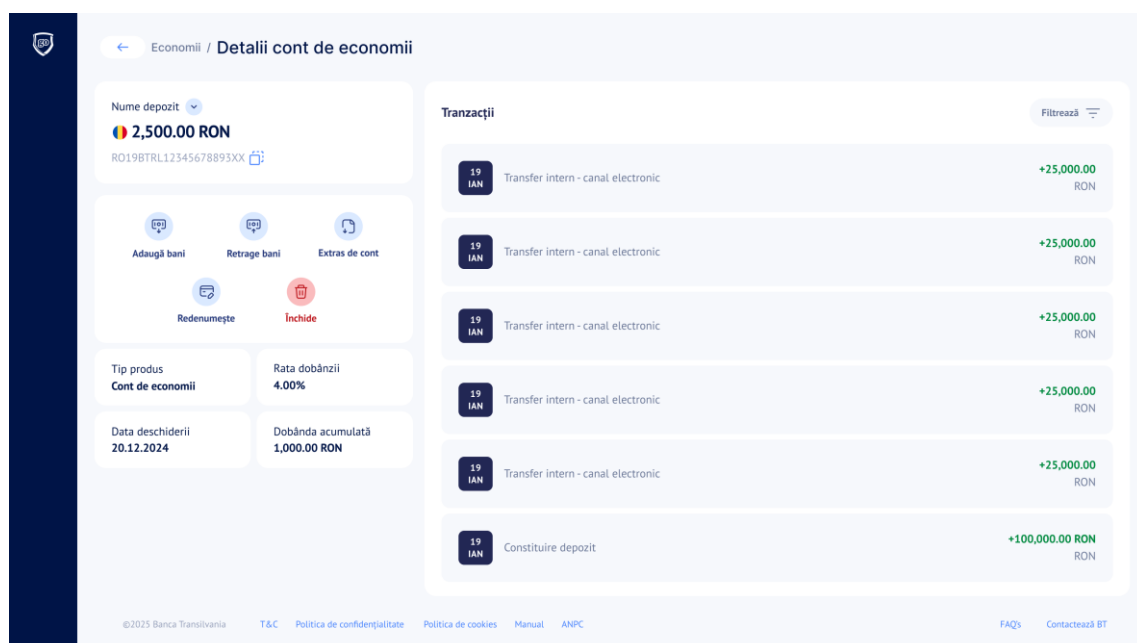 Economii / Detalii cont de economii
Nume depozit
2,500.00 RON
RO19BTRL12345678893XX
Adaugă bani
Retrage bani
Extras de cont
Redenumește
Închide
Tip produs
Cont de economii
Rata dobânzii
4.00%
Data deschiderii
20.12.2024
Dobânda acumulată
1,000.00 RON
Tranzacții
Filtrează
19
IAN
Transfer intern - canal electronic
+25,000.00
RON
19
IAN
Transfer intern - canal electronic
+25,000.00
RON
19
IAN
Transfer intern - canal electronic
+25,000.00
RON
19
IAN
Transfer intern - canal electronic
+25,000.00
RON
19
IAN
Transfer intern - canal electronic
+25,000.00
RON
19
IAN
Constituire depozit
+100,000.00 RON
RON
©2025 Banca Transilvania T&C Politica de confidențialitate Politica de cookies Manual ANPC FAQ's Contactează BT